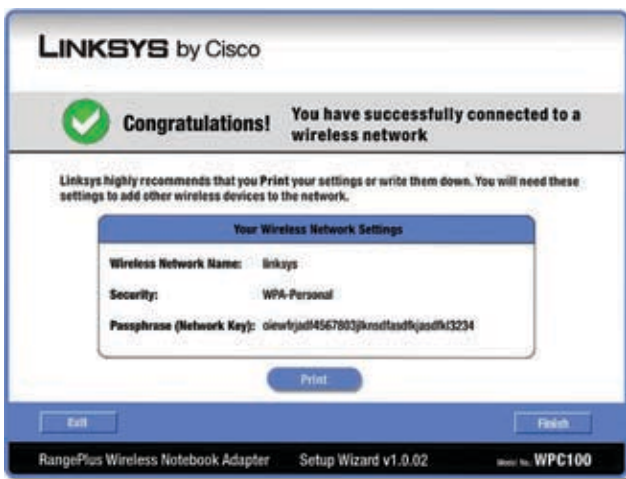 LINKSYS by Cisco
Congratulations!
You have successfully connected to a
wireless network
Linksys highly recommends that you Print your settings or write them down. You will need these
settings to add other wireless devices to the network.
Your Wireless Network Settings
Wireless Network Name: linksys
Security: WPA-Personal
Passphrase (Network Key):
Print
Exit
Finish
RangePlus Wireless Notebook Adapter Setup Wizard v1.0.02 Model No. WPC100